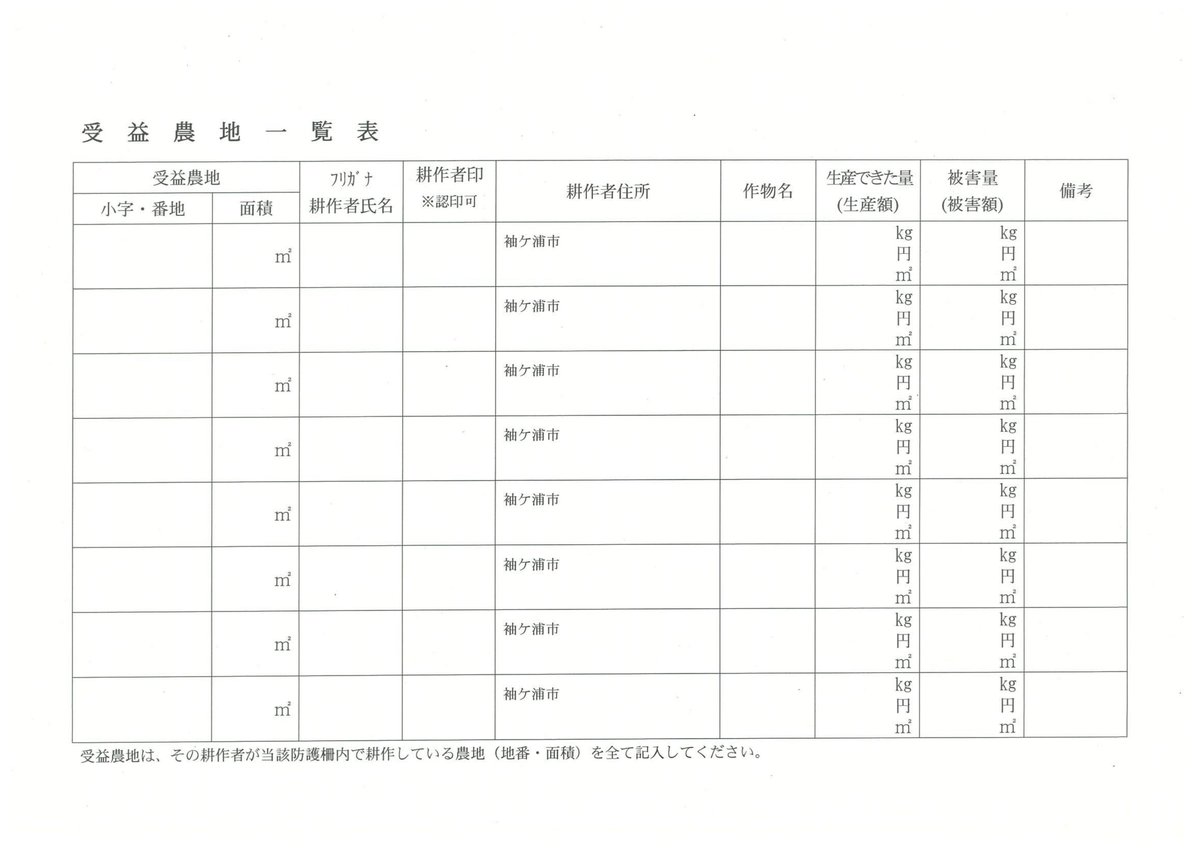 受益農地一覧表
受益農地
小字・番地 面積
ﾌﾘｶﾞﾅ
耕作者氏名
耕作者印
※認印可
耕作者住所
作物名
生産できた量
(生産額)
被害量
(被害額)
備考
㎡ 袖ケ浦市 kg 円 ㎡ kg 円 ㎡
㎡ 袖ケ浦市 kg 円 ㎡ kg 円 ㎡
㎡ 袖ケ浦市 kg 円 ㎡ kg 円 ㎡
㎡ 袖ケ浦市 kg 円 ㎡ kg 円 ㎡
㎡ 袖ケ浦市 kg 円 ㎡ kg 円 ㎡
㎡ 袖ケ浦市 kg 円 ㎡ kg 円 ㎡
㎡ 袖ケ浦市 kg 円 ㎡ kg 円 ㎡
㎡ 袖ケ浦市 kg 円 ㎡ kg 円 ㎡
受益農地は、その耕作者が当該防護柵内で耕作している農地（地番・面積）を全て記入してください。